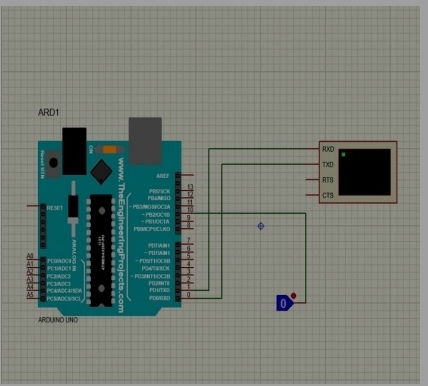 ARD1
RXD
TXD
RTS
CTS
Reset BTN
CN
www.TheEngineeringProjects.com
AREF
13
PB5/SCK
12
PB4/MISO
11
~PB3/MOSI/OC2A
10
~PB2/OC1B
9
~PB1/OC1A
8
PB0/ICP1/CLKO
RESET
ANALOG IN
7
PD7/AIN1
6
~PD6/AIN0
5
~PD5/T1/OC0B
4
PD4/T0/XCK
3
~PD3/INT1/OC2B
2
PD2/INT0
1
PD1/TXD
0
PD0/RXD
A0
PC0/ADC0
A1
PC1/ADC1
A2
PC2/ADC2
A3
PC3/ADC3
A4
PC4/ADC4/SDA
A5
PC5/ADC5/SCL
0
ARDUINO UNO